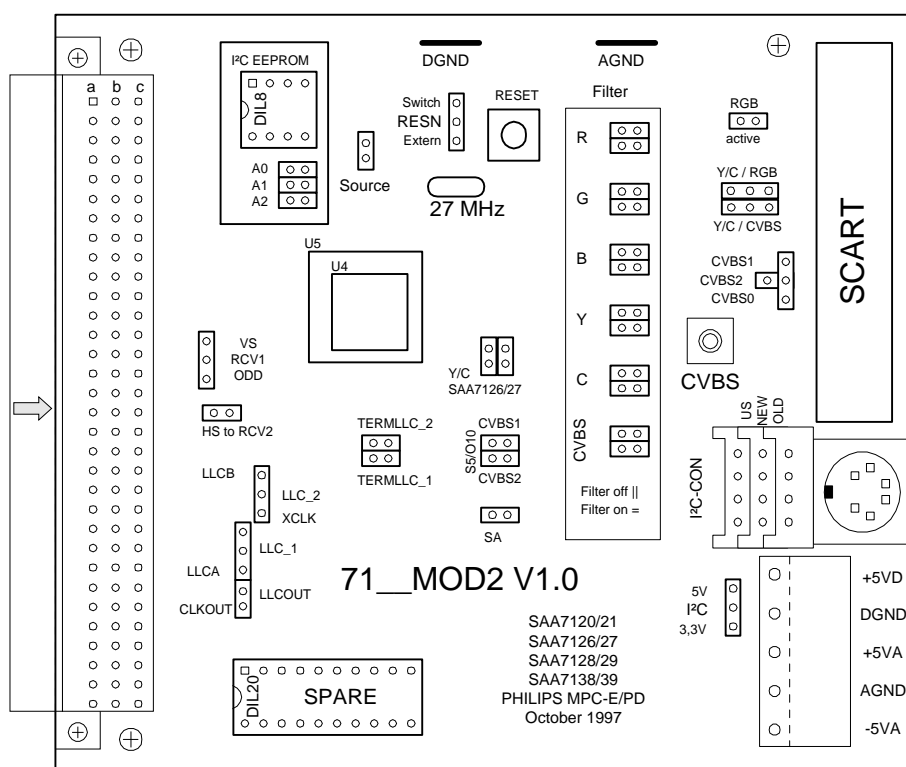 I²C EEPROM
DGND
AGND
a b c
DIL8
Switch
RESN
Extern
RESET
Filter
RGB
active
A0
A1
A2
Source
27 MHz
R
G
B
Y
C
CVBS
Filter off ||
Filter on =
Y/C / RGB
Y/C / CVBS
CVBS1
CVBS2
CVBS0
SCART
CVBS
U5
U4
VS
RCV1
ODD
HS to RCV2
Y/C
SAA7126/27
TERMLLC_2
TERMLLC_1
CVBS1
S5/O10
CVBS2
SA
US
NEW
OLD
I²C-CON
LLCB
LLC_2
XCLK
LLC_1
LLCA
LLCOUT
CLKOUT
71__MOD2 V1.0
5V
I²C
3,3V
+5VD
DGND
+5VA
AGND
-5VA
DIL20
SPARE
SAA7120/21
SAA7126/27
SAA7128/29
SAA7138/39
PHILIPS MPC-E/PD
October 1997